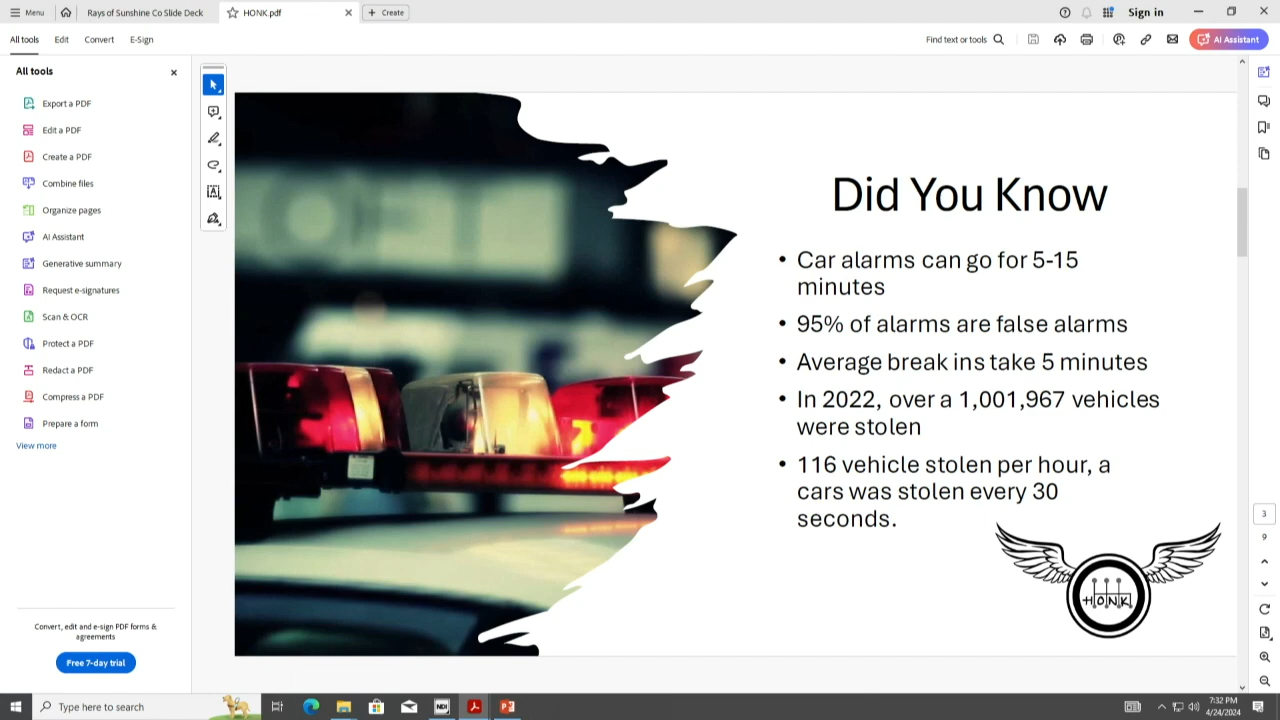 Menu
Rays of Sunshine Co Slide Deck
HONK.pdf
Create
Sign in
All tools
Edit
Convert
E-Sign
Find text or tools
AI Assistant
All tools
Export a PDF
Edit a PDF
Create a PDF
Combine files
Organize pages
AI Assistant
Generative summary
Request e-signatures
Scan & OCR
Protect a PDF
Redact a PDF
Compress a PDF
Prepare a form
View more
Convert, edit and e-sign PDF forms &
agreements
Free 7-day trial
Did You Know
• Car alarms can go for 5-15
minutes
• 95% of alarms are false alarms
• Average break ins take 5 minutes
• In 2022, over a 1,001,967 vehicles
were stolen
• 116 vehicle stolen per hour, a
cars was stolen every 30
seconds.
HONK
3
9
Type here to search
NDI
7:32 PM
4/24/2024